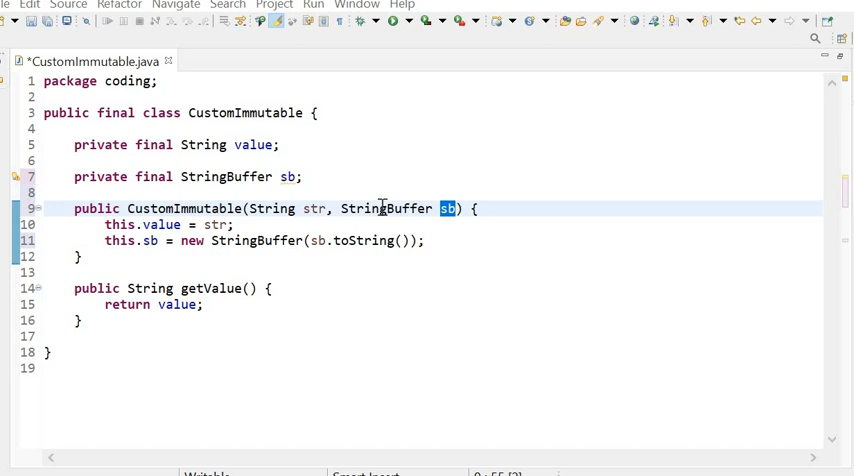 Edit Source Refactor Navigate Search Project Run Window Help
*CustomImmutable.java
1 package coding;
2
3 public final class CustomImmutable {
4
5 private final String value;
6
7 private final StringBuffer sb;
8
9 public CustomImmutable(String str, StringBuffer sb) {
10 this.value = str;
11 this.sb = new StringBuffer(sb.toString());
12 }
13
14 public String getValue() {
15 return value;
16 }
17
18 }
19
Writable Smart Insert